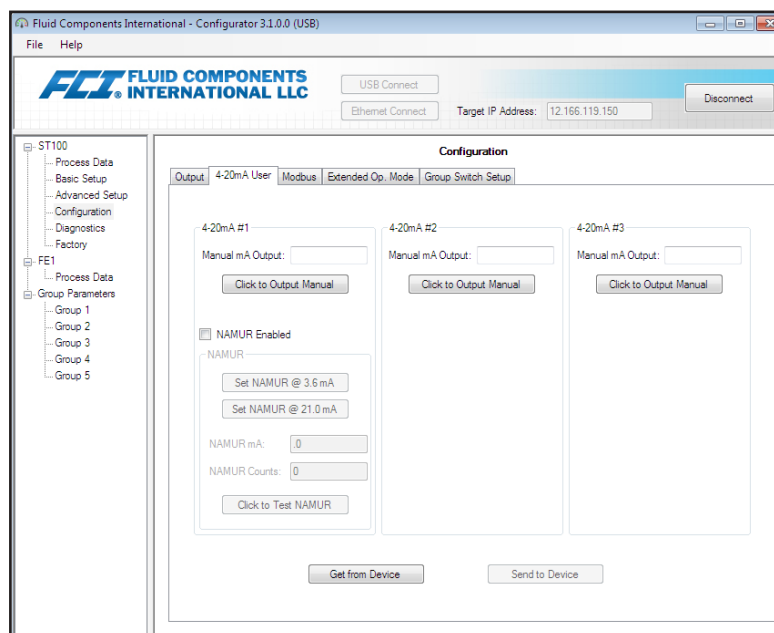 Fluid Components International - Configurator 3.1.0.0 (USB)
File Help
FCI® FLUID COMPONENTS
INTERNATIONAL LLC
USB Connect
Ethernet Connect
Target IP Address: 12.166.119.150
Disconnect
ST100
Process Data
Basic Setup
Advanced Setup
Configuration
Diagnostics
Factory
FE1
Process Data
Group Parameters
Group 1
Group 2
Group 3
Group 4
Group 5
Configuration
Output 4-20mA User Modbus Extended Op. Mode Group Switch Setup
4-20mA #1
Manual mA Output:
Click to Output Manual
NAMUR Enabled
NAMUR
Set NAMUR @ 3.6 mA
Set NAMUR @ 21.0 mA
NAMUR mA: .0
NAMUR Counts: 0
Click to Test NAMUR
4-20mA #2
Manual mA Output:
Click to Output Manual
4-20mA #3
Manual mA Output:
Click to Output Manual
Get from Device
Send to Device